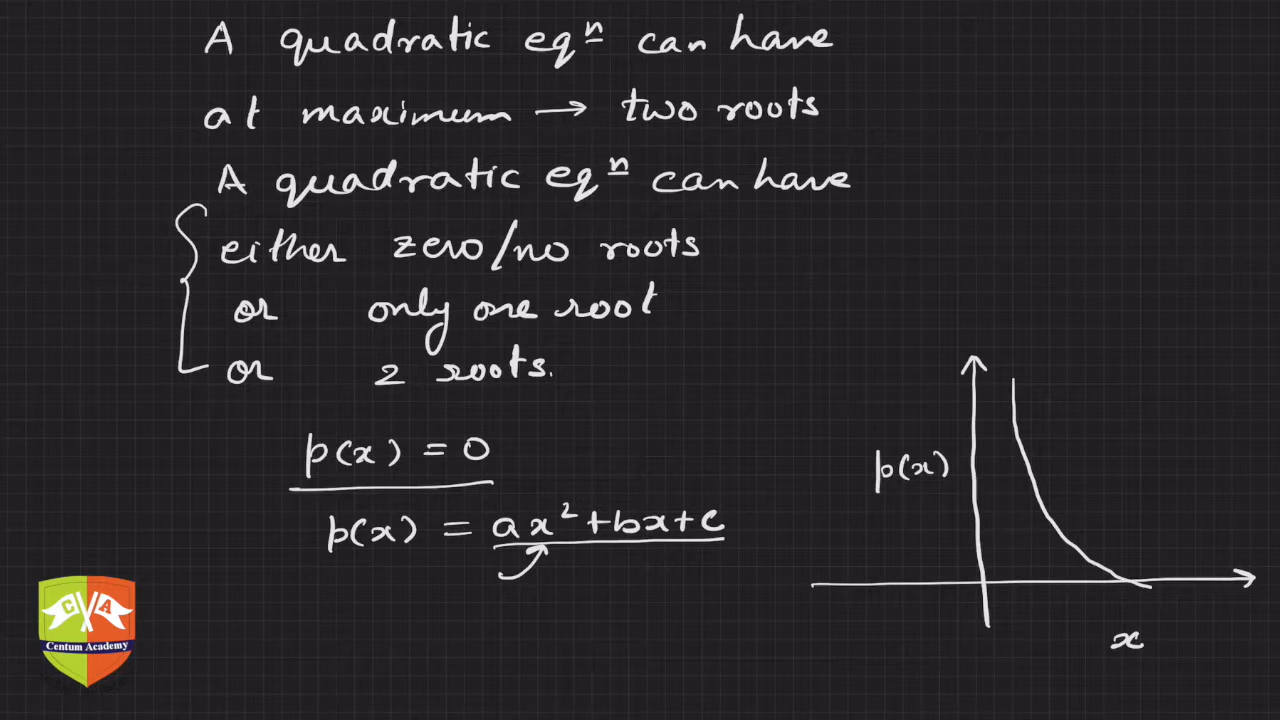 A quadratic eqⁿ can have
at maximum → two roots
A quadratic eqⁿ can have
either zero/no roots
or only one root
or 2 roots.
p(x) = 0
p(x) = ax²+bx+c
p(x)
x
C A
Centum Academy